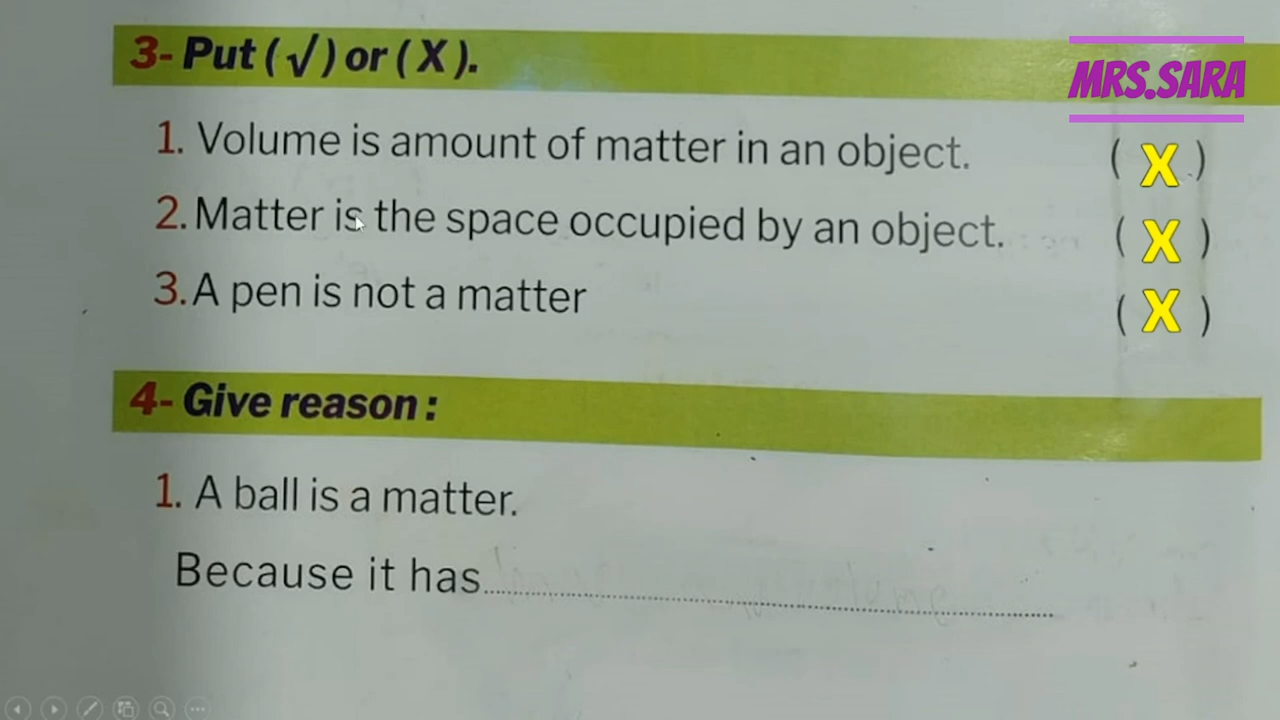 3- Put (√) or (X).
MRS.SARA
1. Volume is amount of matter in an object. ( X )
2. Matter is the space occupied by an object. ( X )
3. A pen is not a matter ( X )
4- Give reason :
1. A ball is a matter.
Because it has